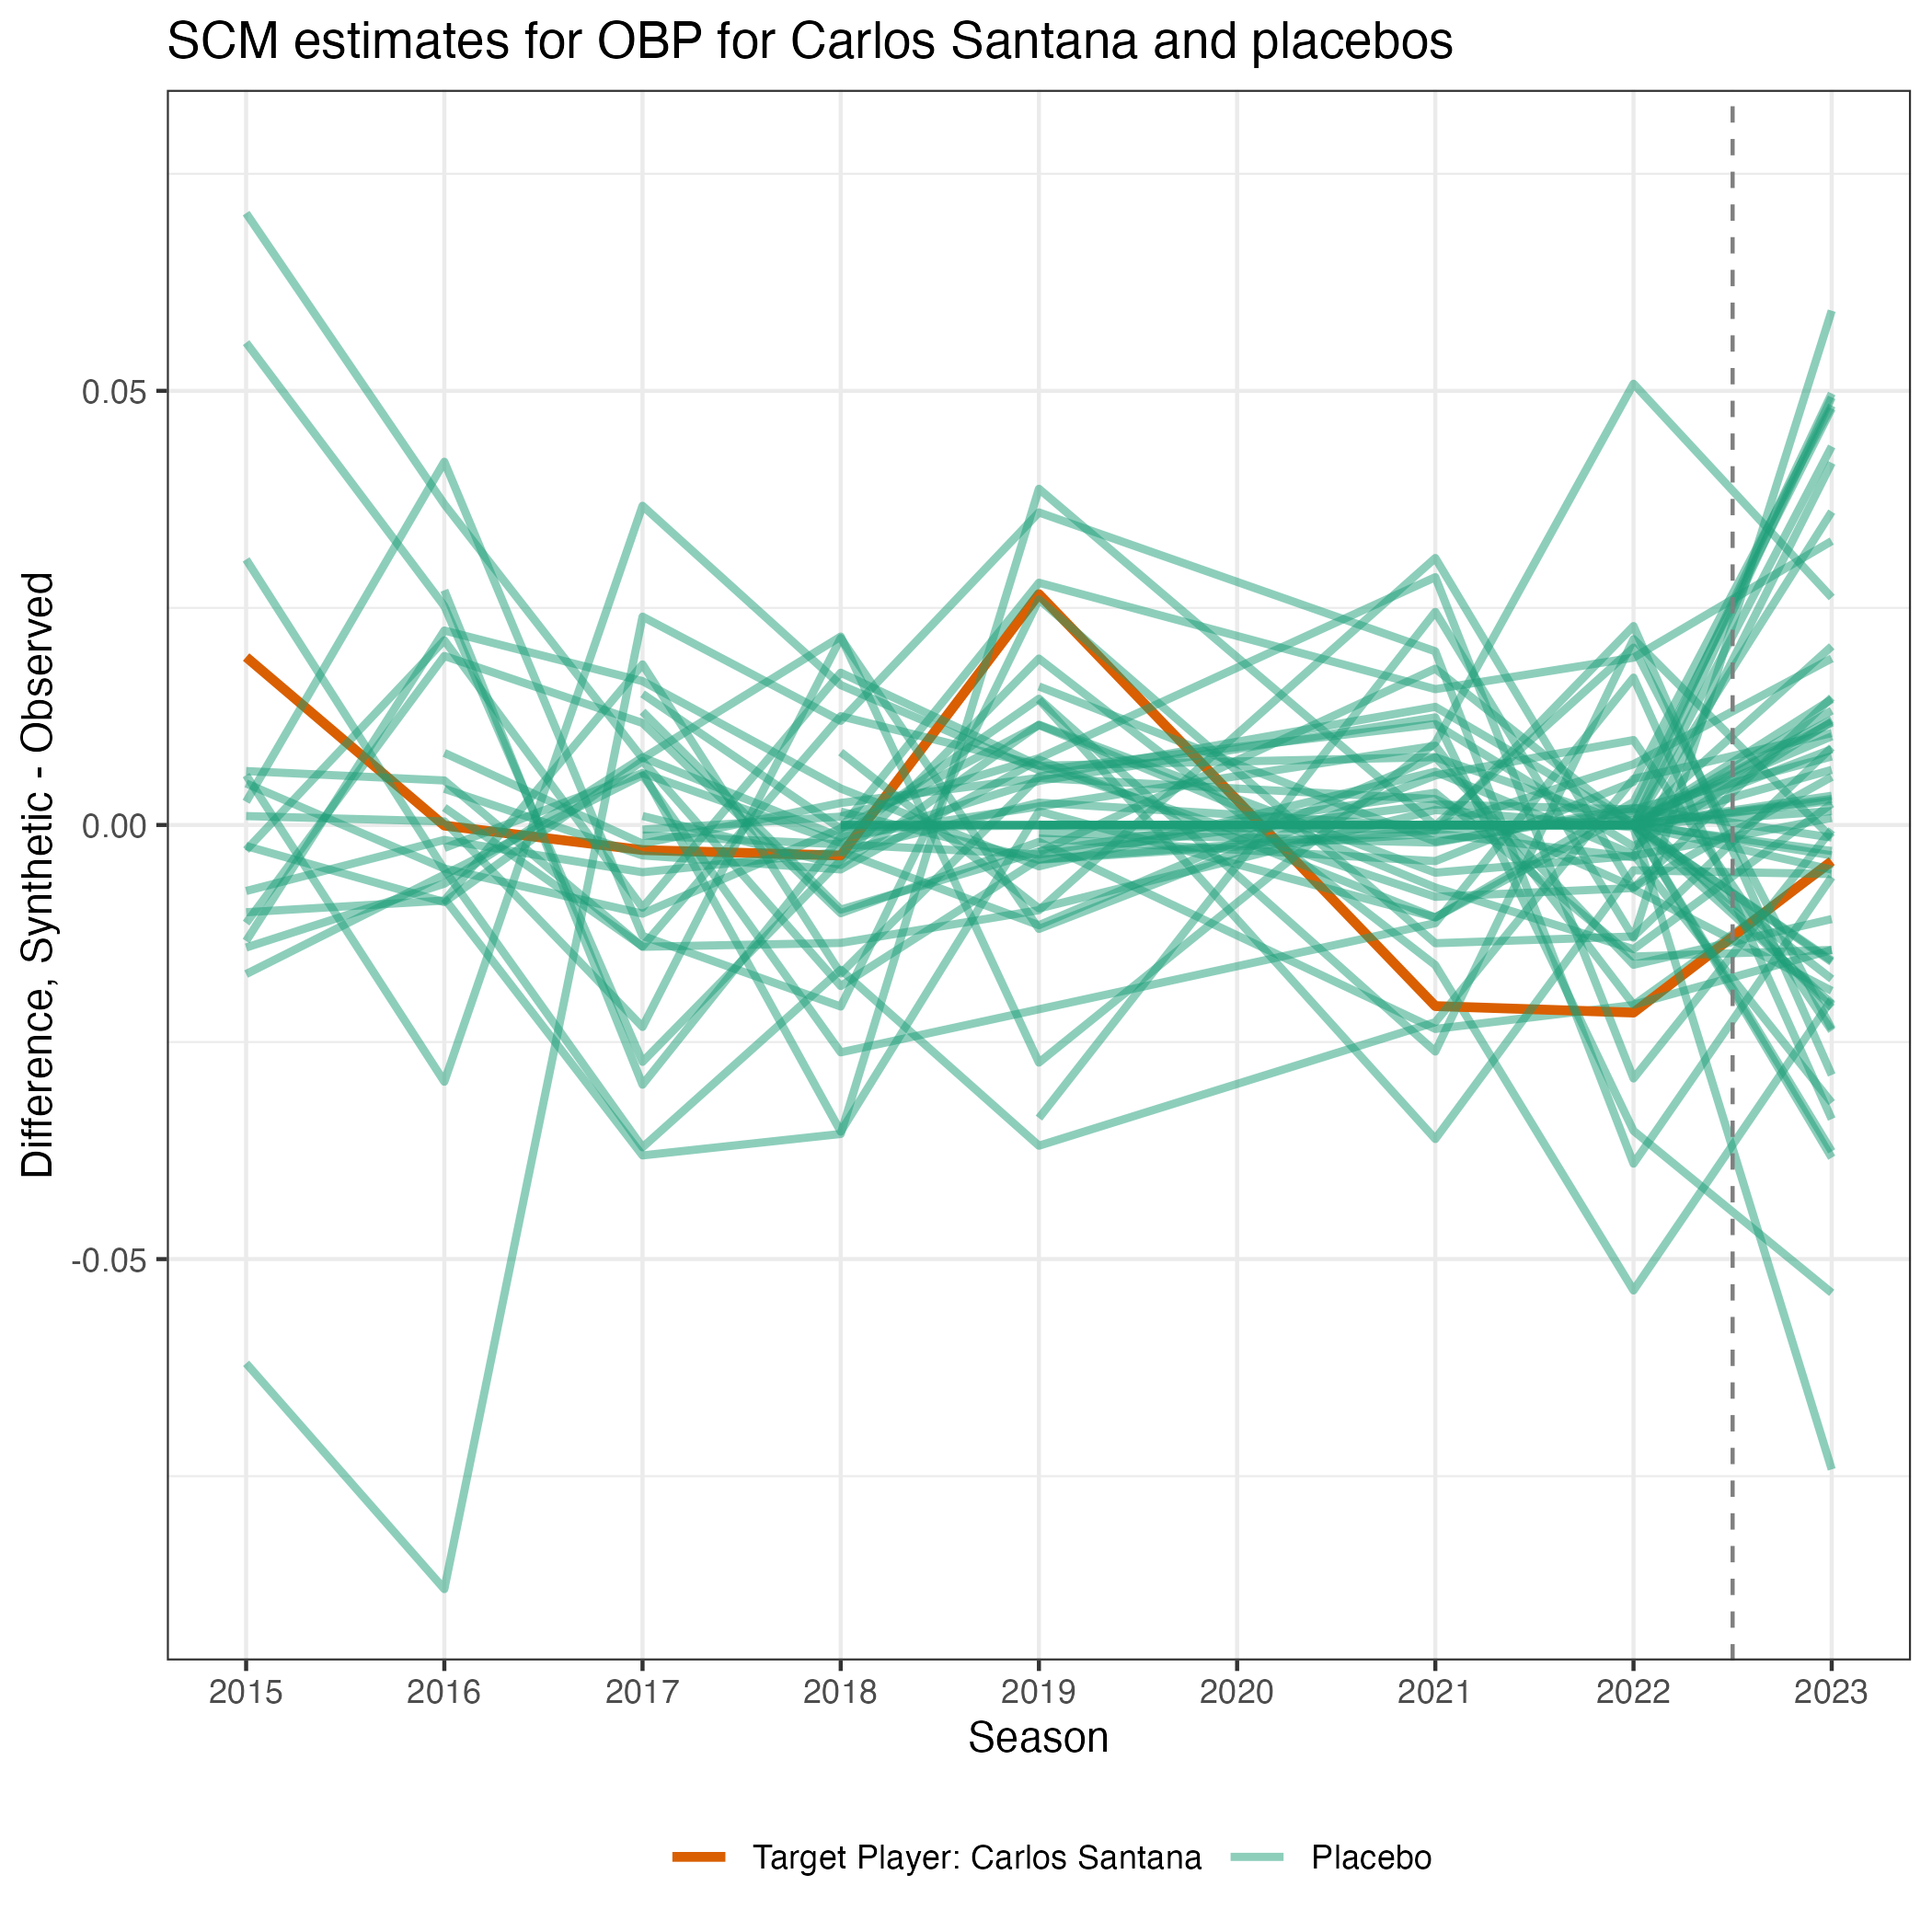 SCM estimates for OBP for Carlos Santana and placebos
Difference, Synthetic - Observed
0.05
0.00
-0.05
2015 2016 2017 2018 2019 2020 2021 2022 2023
Season
Target Player: Carlos Santana Placebo